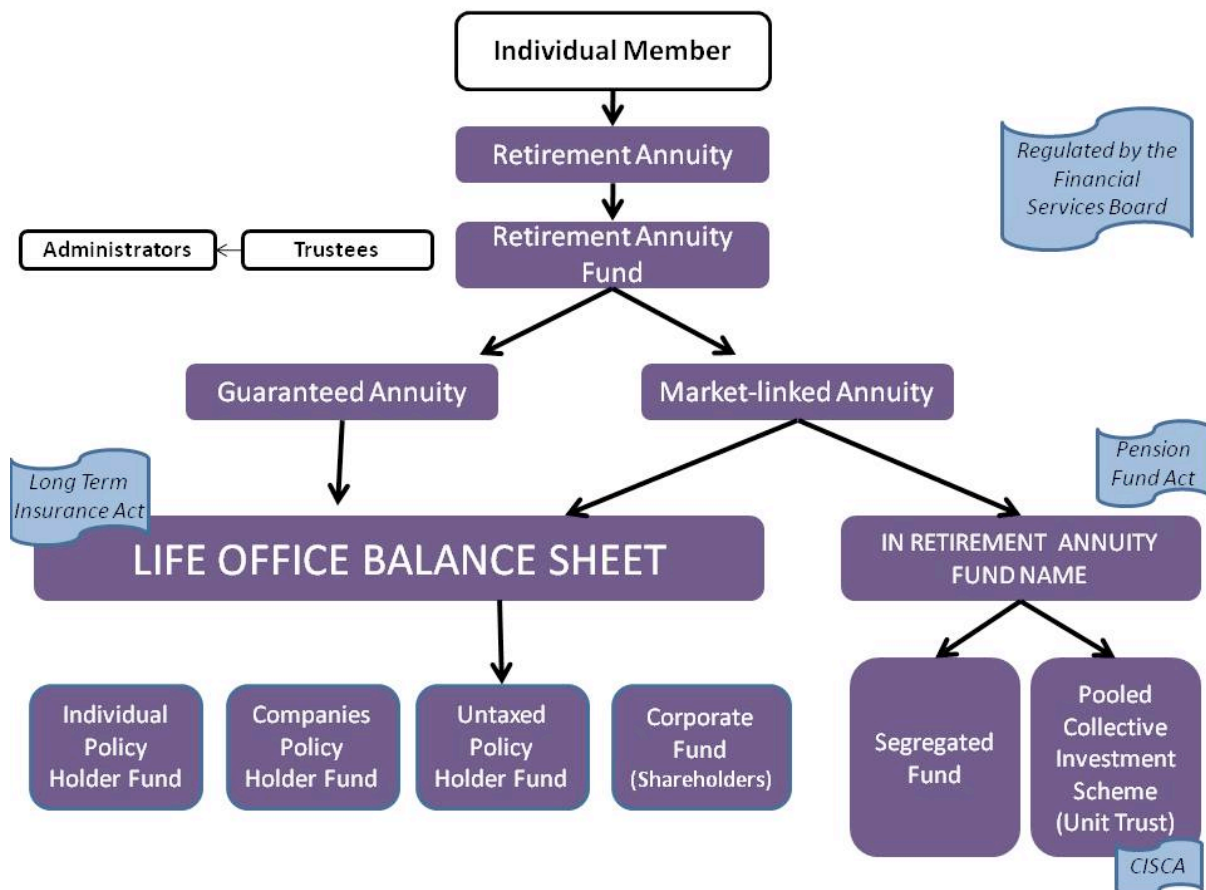 Individual Member
Retirement Annuity
Regulated by the
Financial
Services Board
Administrators
Trustees
Retirement Annuity
Fund
Guaranteed Annuity
Market-linked Annuity
Long Term
Insurance Act
Pension
Fund Act
LIFE OFFICE BALANCE SHEET
IN RETIREMENT ANNUITY
FUND NAME
Individual
Policy
Holder Fund
Companies
Policy
Holder Fund
Untaxed
Policy
Holder Fund
Corporate
Fund
(Shareholders)
Segregated
Fund
Pooled
Collective
Investment
Scheme
(Unit Trust)
CISCA